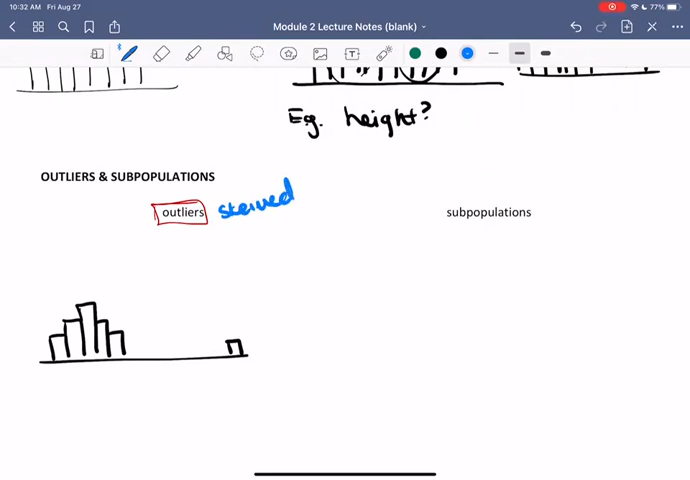 10:32 AM Fri Aug 27
77%
Module 2 Lecture Notes (blank)
Eg. height?
OUTLIERS & SUBPOPULATIONS
outliers skewed
subpopulations